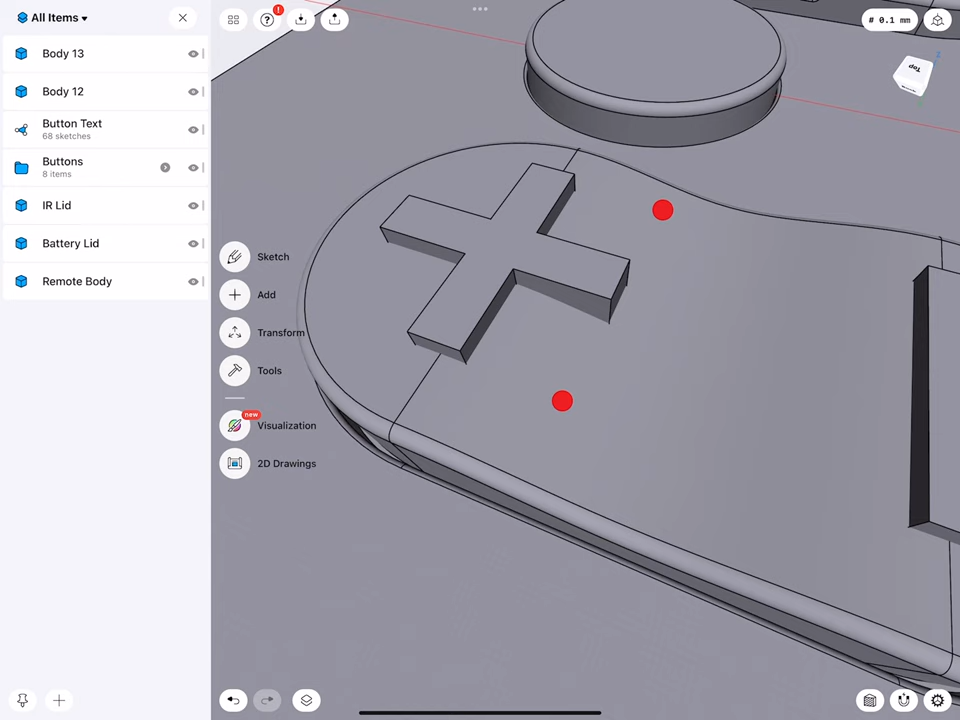 All Items
# 0.1 mm
Body 13
Body 12
Button Text
68 sketches
Buttons
8 items
IR Lid
Battery Lid
Remote Body
Sketch
Add
Transform
Tools
new
Visualization
2D Drawings
Top
Z